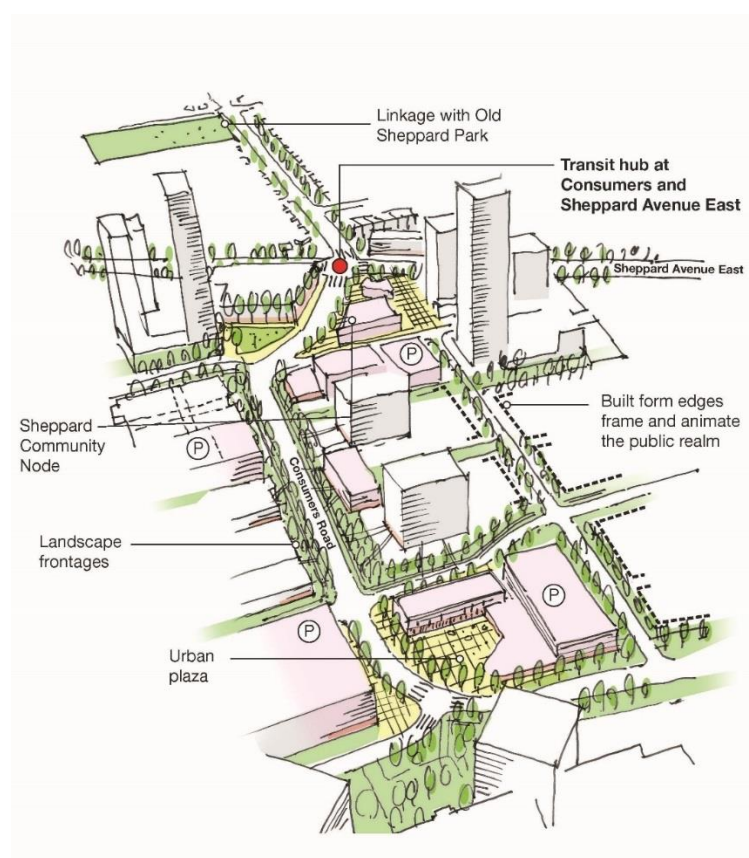 Linkage with Old
Sheppard Park
Transit hub at
Consumers and
Sheppard Avenue East
Sheppard Avenue East
P
Built form edges
frame and animate
the public realm
Sheppard
Community
Node
P
Consumers Road
Landscape
frontages
P
P
Urban
plaza